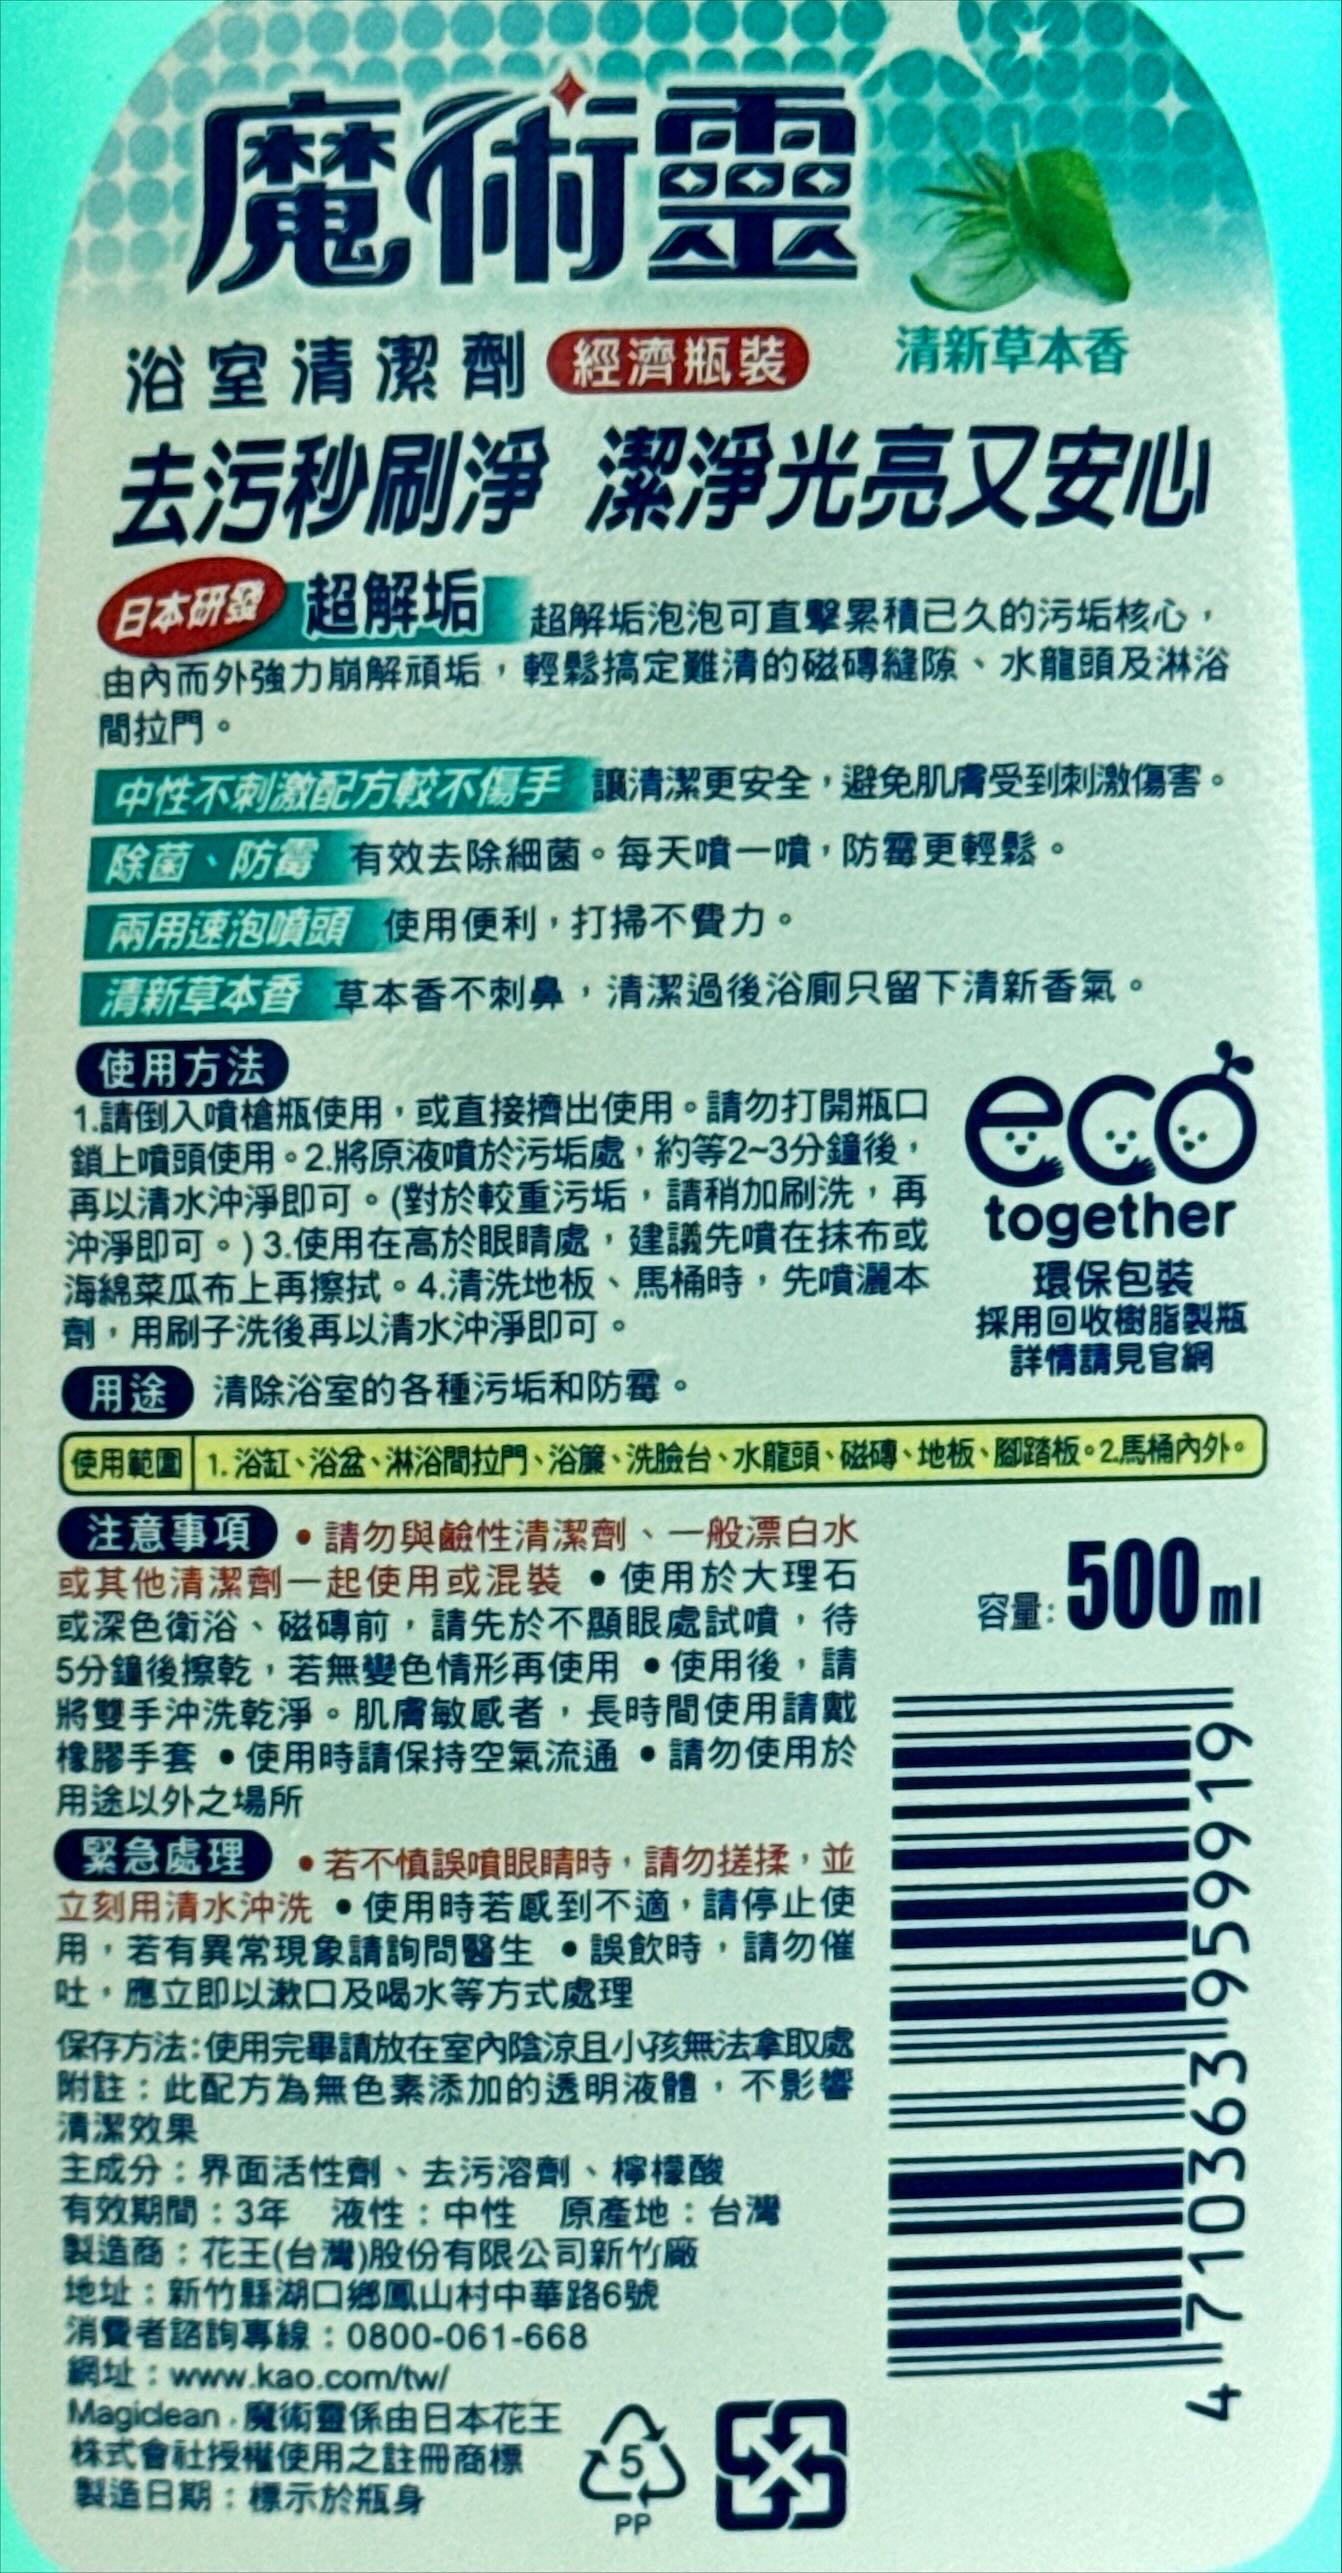 魔術靈
清新草本香
浴室清潔劑 經濟瓶裝
去污秒刷淨 潔淨光亮又安心
日本研發 超解垢 超解垢泡泡可直擊累積已久的污垢核心，
由內而外強力崩解頑垢，輕鬆搞定難清的磁磚縫隙、水龍頭及淋浴
間拉門。
中性不刺激配方較不傷手 讓清潔更安全，避免肌膚受到刺激傷害。
除菌、防霉 有效去除細菌。每天噴一噴，防霉更輕鬆。
兩用速泡噴頭 使用便利，打掃不費力。
清新草本香 草本香不刺鼻，清潔過後浴廁只留下清新香氣。
使用方法
1.請倒入噴槍瓶使用，或直接擠出使用。請勿打開瓶口
鎖上噴頭使用。2.將原液噴於污垢處，約等2~3分鐘後，
再以清水沖淨即可。(對於較重污垢，請稍加刷洗，再
沖淨即可。)3.使用在高於眼睛處，建議先噴在抹布或
海綿菜瓜布上再擦拭。4.清洗地板、馬桶時，先噴灑本
劑，用刷子洗後再以清水沖淨即可。
eco
together
環保包裝
採用回收樹脂製瓶
詳情請見官網
用途 清除浴室的各種污垢和防霉。
使用範圍 1. 浴缸、浴盆、淋浴間拉門、浴簾、洗臉台、水龍頭、磁磚、地板、腳踏板。2.馬桶內外。
注意事項 •請勿與鹼性清潔劑、一般漂白水
或其他清潔劑一起使用或混裝 •使用於大理石
或深色衛浴、磁磚前，請先於不顯眼處試噴，待
5分鐘後擦乾，若無變色情形再使用 •使用後，請
將雙手沖洗乾淨。肌膚敏感者，長時間使用請戴
橡膠手套 •使用時請保持空氣流通 •請勿使用於
用途以外之場所
容量: 500 ml
緊急處理 •若不慎誤噴眼睛時，請勿搓揉，並
立刻用清水沖洗 •使用時若感到不適，請停止使
用，若有異常現象請詢問醫生 •誤飲時，請勿催
吐，應立即以漱口及喝水等方式處理
保存方法:使用完畢請放在室內陰涼且小孩無法拿取處
附註：此配方為無色素添加的透明液體，不影響
清潔效果
主成分：界面活性劑、去污溶劑、檸檬酸
有效期間：3年 液性：中性 原產地：台灣
製造商：花王(台灣)股份有限公司新竹廠
地址：新竹縣湖口鄉鳳山村中華路6號
消費者諮詢專線：0800-061-668
網址：www.kao.com/tw/
Magiclean．魔術靈係由日本花王
株式會社授權使用之註冊商標
製造日期：標示於瓶身
5
PP
4 710363 959919